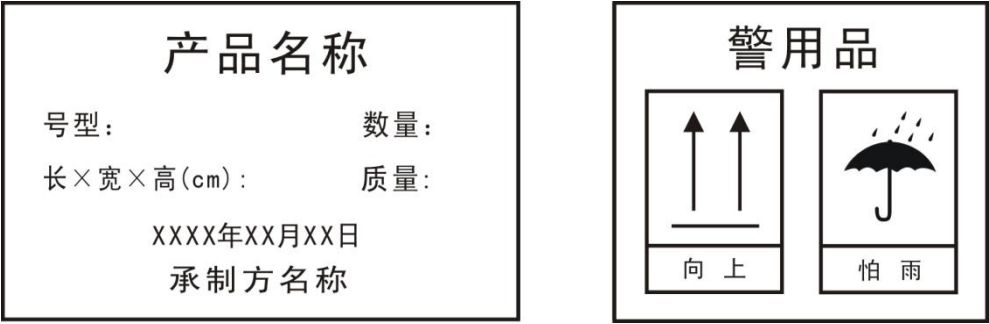 产品名称
号型： 数量：
长×宽×高(cm): 质量:
XXXX年XX月XX日
承制方名称
警用品
向上
怕雨